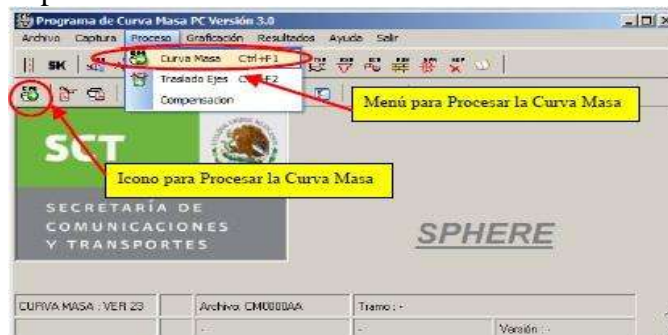 Programa de Curva Masa PC Versión 3.0
Archivo Captura Proceso Graficación Resultados Ayuda Salir
SK
Curva Masa Ctrl+F1
Traslado Ejes
Compensacion
Menú para Procesar la Curva Masa
SCT
Icono para Procesar la Curva Masa
SECRETARÍA DE
COMUNICACIONES
Y TRANSPORTES
SPHERE
CURVA MASA : VER 23 Archivo: CM0000AA Tramo : -
Versión : -